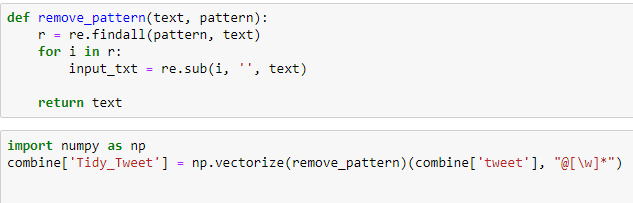 def remove_pattern(text, pattern):
    r = re.findall(pattern, text)
    for i in r:
        input_txt = re.sub(i, '', text)
    return text
import numpy as np
combine['Tidy_Tweet'] = np.vectorize(remove_pattern)(combine['tweet'], "@[\w]*")